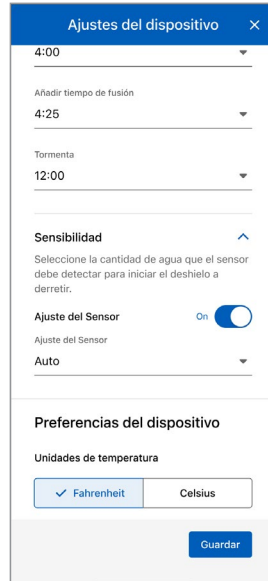 Ajustes del dispositivo
4:00
Añadir tiempo de fusión
4:25
Tormenta
12:00
Sensibilidad
Seleccione la cantidad de agua que el sensor
debe detectar para iniciar el deshielo a
derretir.
Ajuste del Sensor On
Ajuste del Sensor
Auto
Preferencias del dispositivo
Unidades de temperatura
Fahrenheit Celsius
Guardar